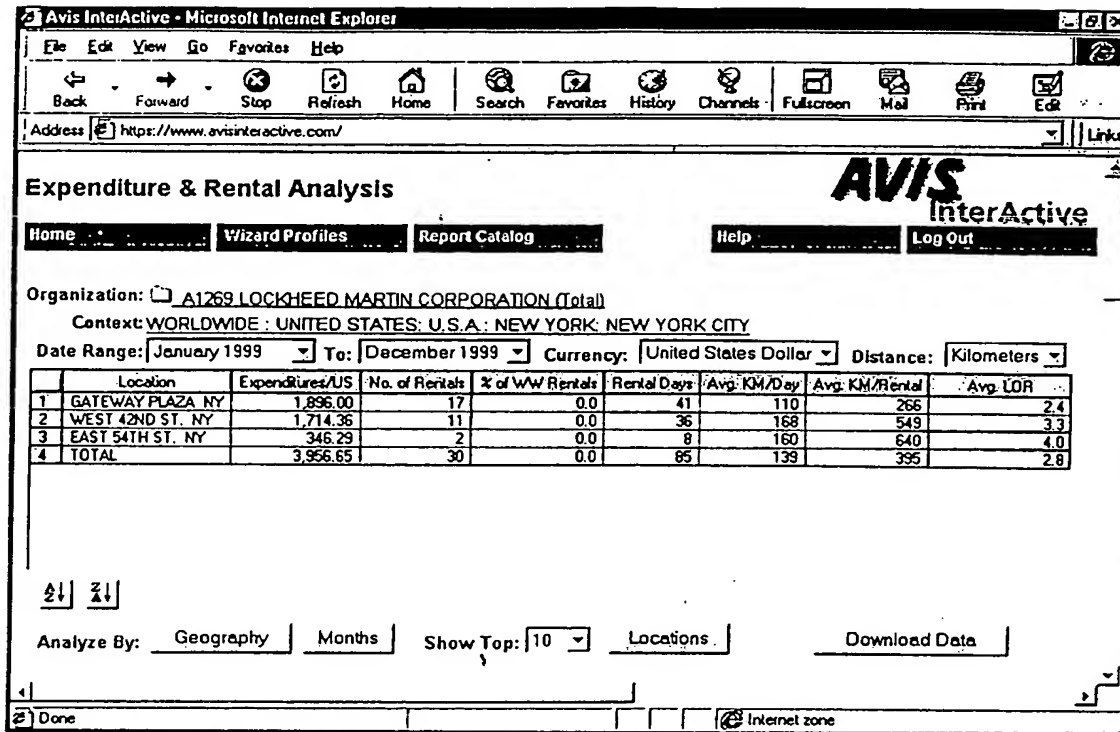 Avis InterActive - Microsoft Internet Explorer
File Edit View Go Favorites Help
Back Forward Stop Refresh Home Search Favorites History Channels Fullscreen Mail Print Edit
Address https://www.avisinteractive.com/ Links
Expenditure & Rental Analysis
AVIS
InterActive
Home Wizard Profiles Report Catalog Help Log Out
Organization: A1269 LOCKHEED MARTIN CORPORATION (Total)
Context: WORLDWIDE : UNITED STATES: U.S.A.: NEW YORK: NEW YORK CITY
Date Range: January 1999 To: December 1999 Currency: United States Dollar Distance: Kilometers
Location Expenditures/US No. of Rentals % of WW Rentals Rental Days Avg. KM/Day Avg. KM/Rental Avg. LOR
1 GATEWAY PLAZA NY 1,896.00 17 0.0 41 110 266 2.4
2 WEST 42ND ST. NY 1,714.36 11 0.0 36 168 549 3.3
3 EAST 54TH ST. NY 346.29 2 0.0 8 160 640 4.0
4 TOTAL 3,956.65 30 0.0 85 139 395 2.8
Analyze By: Geography Months Show Top: 10 Locations Download Data
Done Internet zone